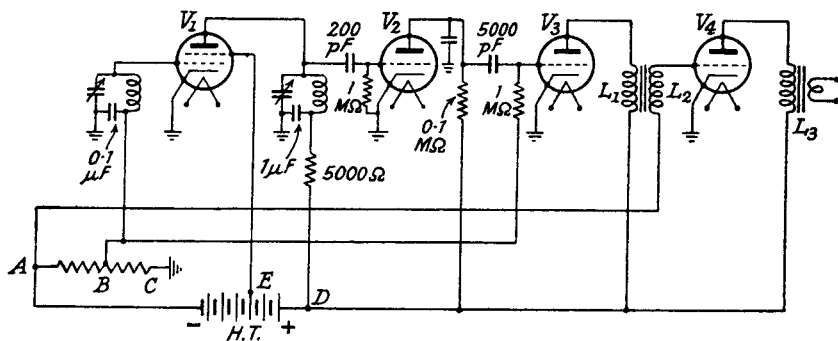 V1
200 pF
V2
5000 pF
V3
V4
1 MΩ
0.1 MΩ
1 MΩ
L1
L2
L3
0.1 μF
1μF
5000Ω
A
B
C
E
D
-
H.T.
+